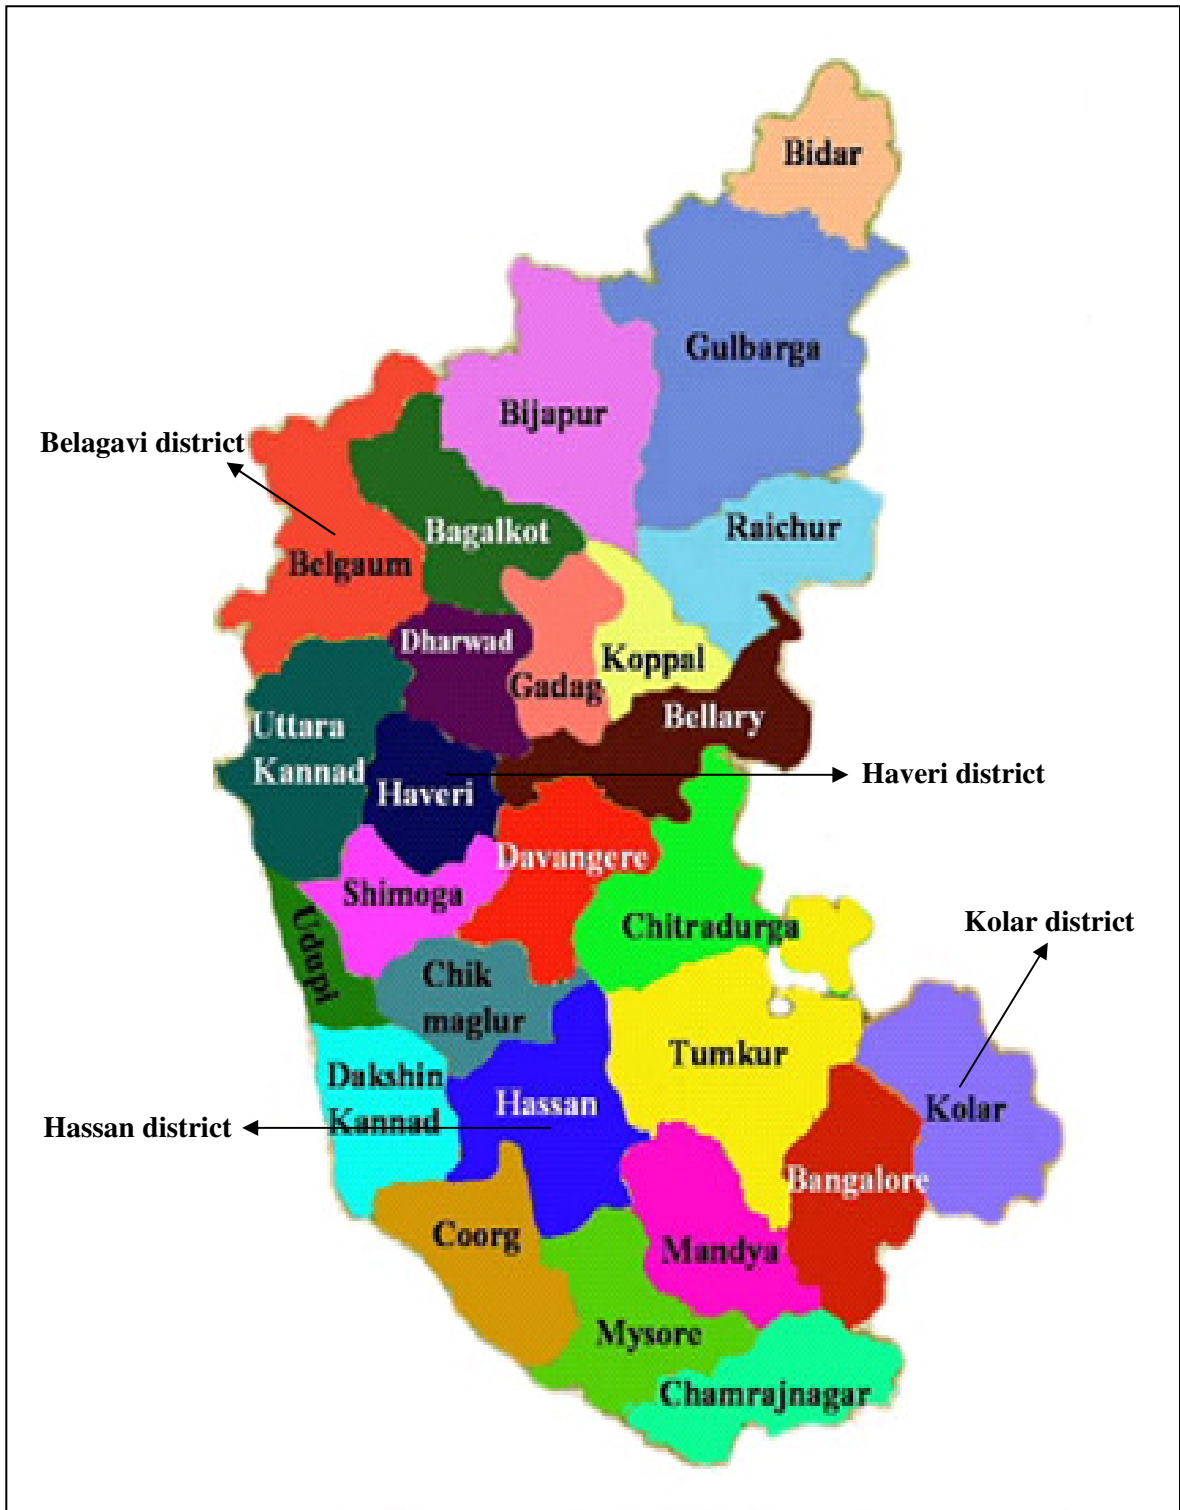 Bidar
Gulbarga
Bijapur
Belagavi district
Bagalkot
Raichur
Belgaum
Dharwad
Koppal
Gadag
Bellary
Uttara
Kannad
Haveri
Haveri district
Davangere
Shimoga
Chitradurga
Kolar district
Udupi
Chik
maglur
Tumkur
Dakshin
Kannad
Hassan
Kolar
Hassan district
Bangalore
Coorg
Mandya
Mysore
Chamrajnagar